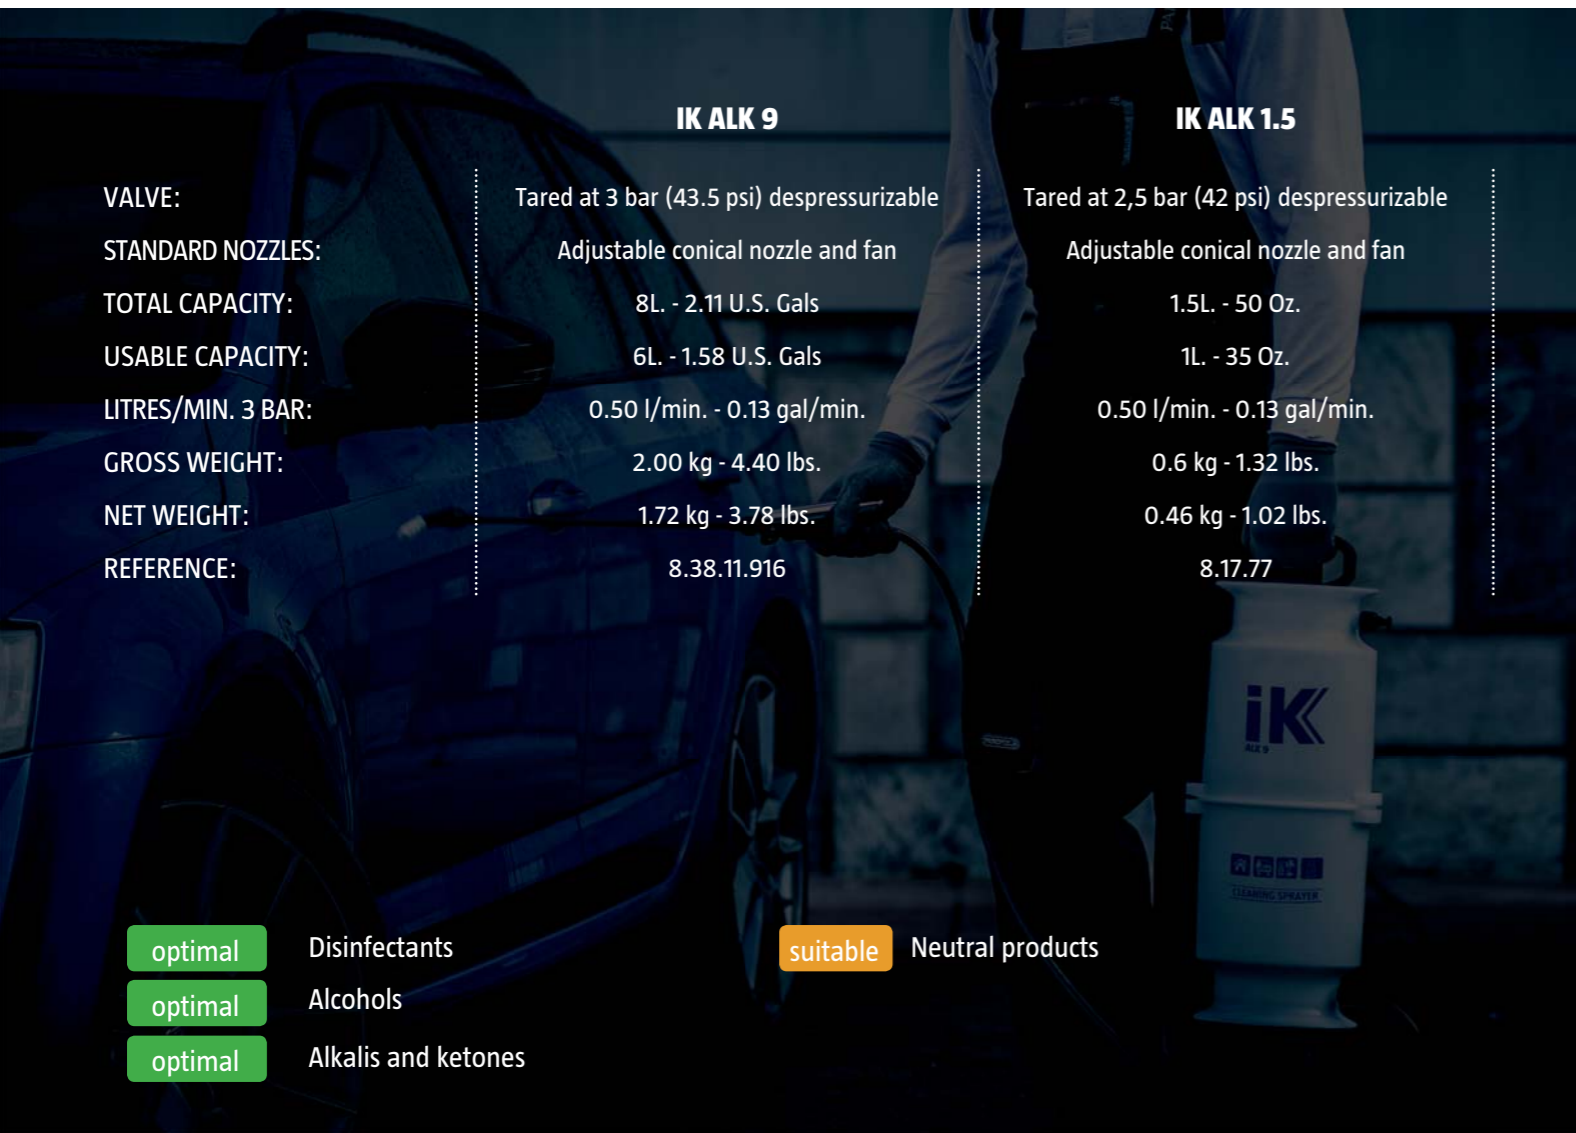 IK ALK 9 IK ALK 1.5
VALVE: Tared at 3 bar (43.5 psi) despressurizable Tared at 2,5 bar (42 psi) despressurizable
STANDARD NOZZLES: Adjustable conical nozzle and fan Adjustable conical nozzle and fan
TOTAL CAPACITY: 8L. - 2.11 U.S. Gals 1.5L. - 50 Oz.
USABLE CAPACITY: 6L. - 1.58 U.S. Gals 1L. - 35 Oz.
LITRES/MIN. 3 BAR: 0.50 l/min. - 0.13 gal/min. 0.50 l/min. - 0.13 gal/min.
GROSS WEIGHT: 2.00 kg - 4.40 lbs. 0.6 kg - 1.32 lbs.
NET WEIGHT: 1.72 kg - 3.78 lbs. 0.46 kg - 1.02 lbs.
REFERENCE: 8.38.11.916 8.17.77
iK
ALK 9
CLEANING SPRAYER
optimal Disinfectants suitable Neutral products
optimal Alcohols
optimal Alkalis and ketones